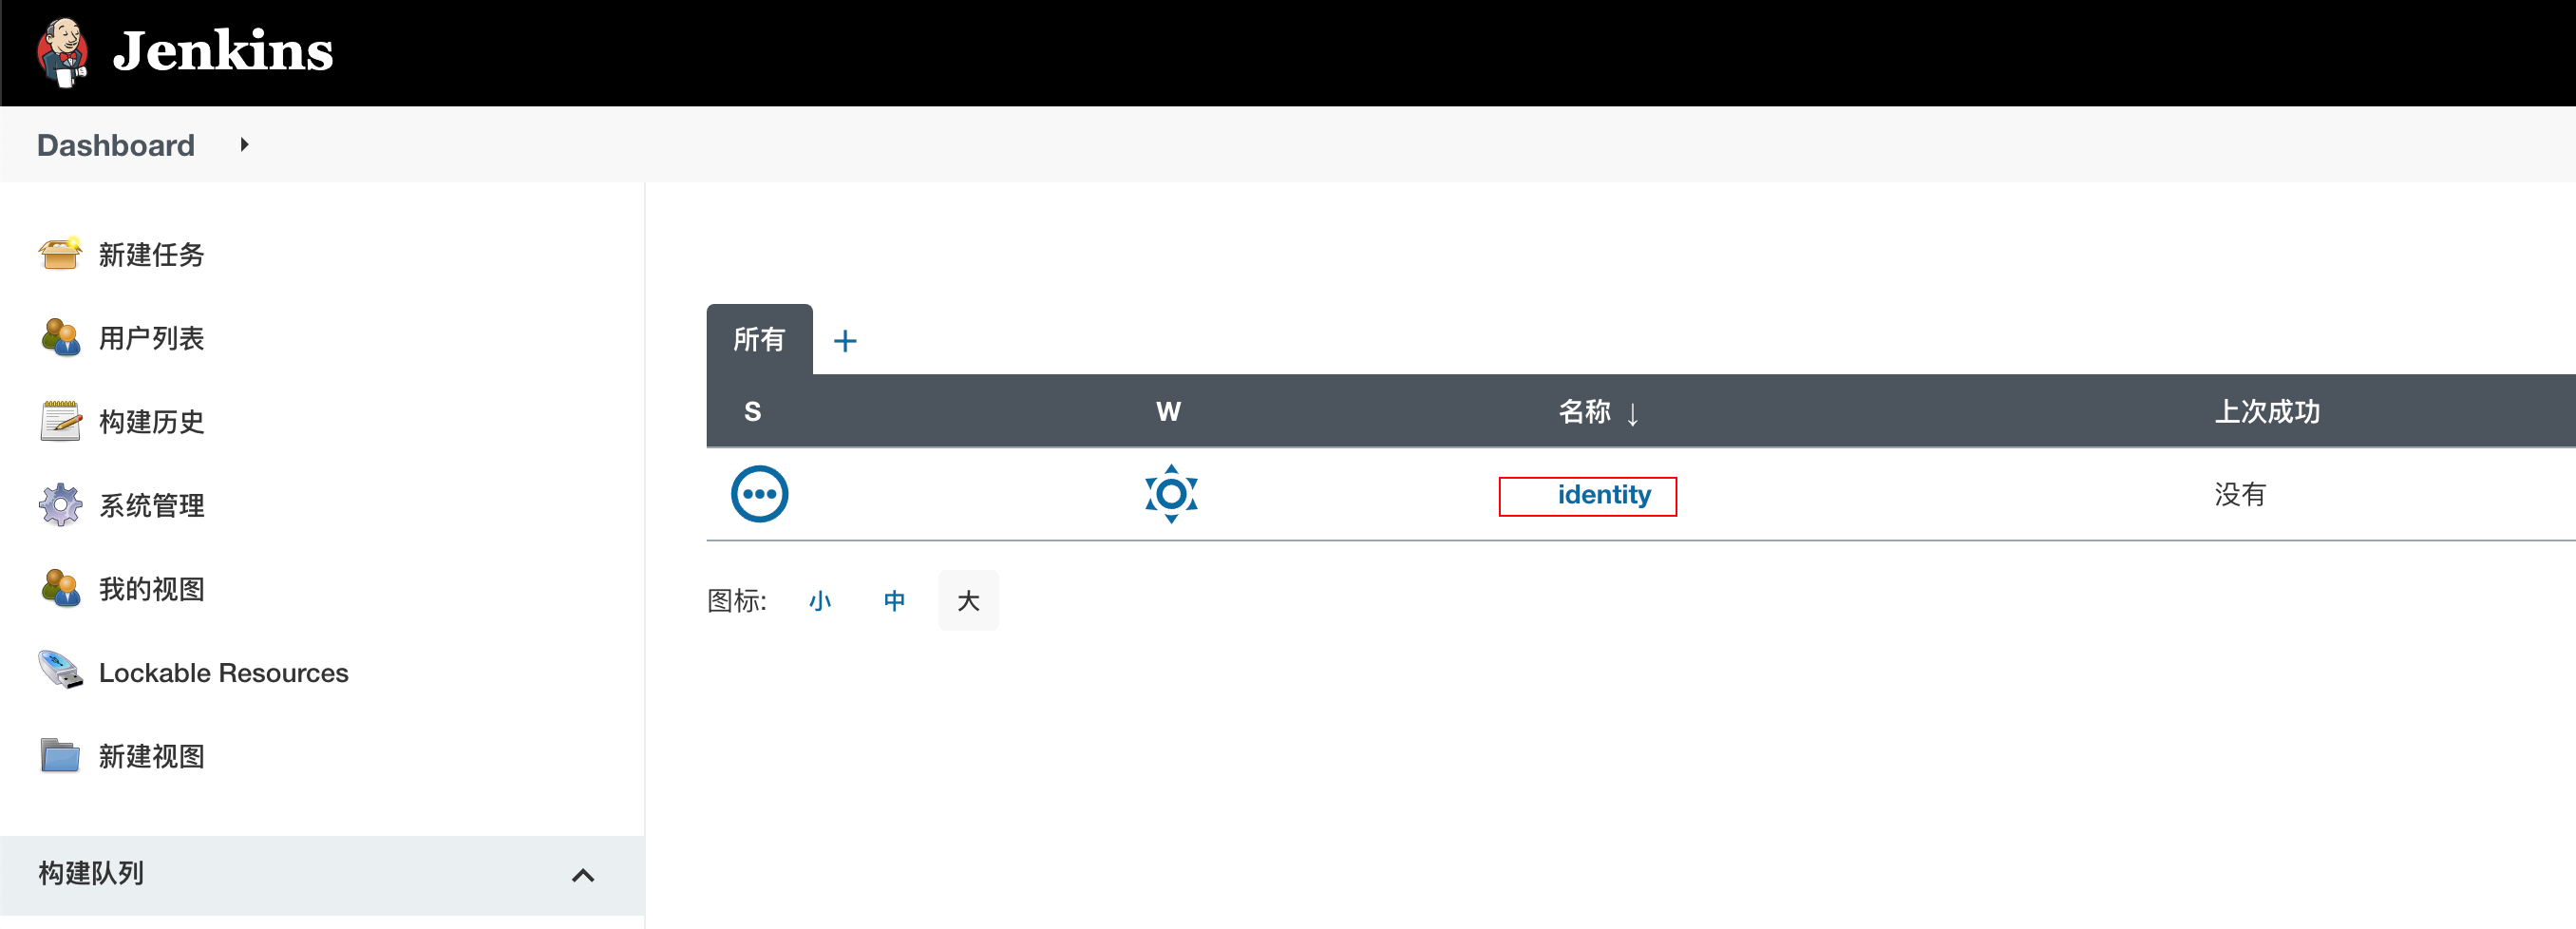 Jenkins
Dashboard
新建任务
用户列表
构建历史
系统管理
我的视图
Lockable Resources
新建视图
构建队列
所有 +
S W 名称 ↓ 上次成功
identity 没有
图标: 小 中 大